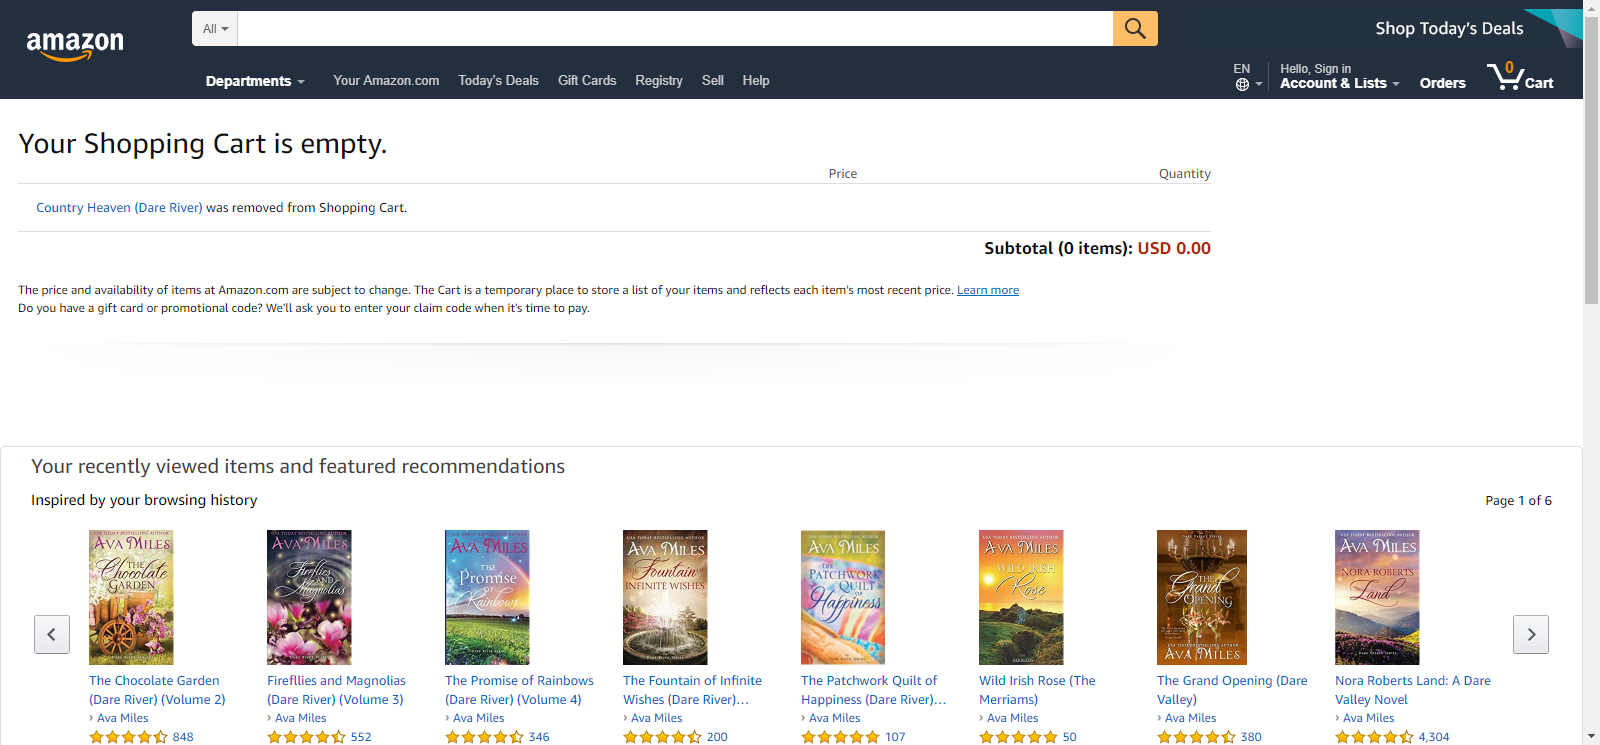 amazon
All
Shop Today's Deals
Departments
Your Amazon.com
Today's Deals
Gift Cards
Registry
Sell
Help
EN
Hello, Sign in
Account & Lists
Orders
0
Cart
Your Shopping Cart is empty.
Price Quantity
Country Heaven (Dare River) was removed from Shopping Cart.
Subtotal (0 items): USD 0.00
The price and availability of items at Amazon.com are subject to change. The Cart is a temporary place to store a list of your items and reflects each item's most recent price. Learn more
Do you have a gift card or promotional code? We'll ask you to enter your claim code when it's time to pay.
Your recently viewed items and featured recommendations
Inspired by your browsing history
Page 1 of 6
AVA MILES
THE
Chocolate
GARDEN
The Chocolate Garden
(Dare River) (Volume 2)
› Ava Miles
848
AVA MILES
Fireflies
AND
Magnolias
Firefllies and Magnolias
(Dare River) (Volume 3)
› Ava Miles
552
AVA MILES
THE
Promise
of Rainbows
The Promise of Rainbows
(Dare River) (Volume 4)
› Ava Miles
346
AVA MILES
Fountain
INFINITE WISHES
The Fountain of Infinite
Wishes (Dare River)...
› Ava Miles
200
AVA MILES
THE
PATCHWORK
QUILT
OF
Happiness
The Patchwork Quilt of
Happiness (Dare River)...
› Ava Miles
107
AVA MILES
WILD IRISH
Rose
Wild Irish Rose (The
Merriams)
› Ava Miles
50
THE
Grand
OPENING
AVA MILES
The Grand Opening (Dare
Valley)
› Ava Miles
380
AVA MILES
NORA ROBERTS
Land
Nora Roberts Land: A Dare
Valley Novel
› Ava Miles
4,304